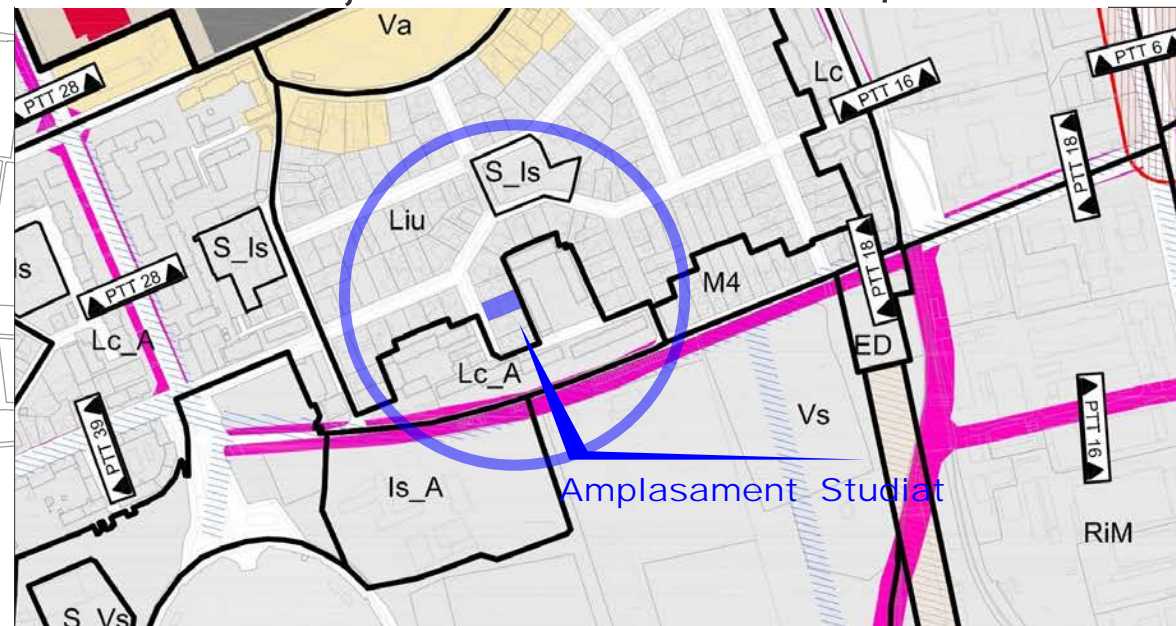 Va
Lc
PTT 6
PTT 28
PTT 16
PTT 18
S_Is
Liu
S_Is
PTT 18
Is
PTT 28
M4
Lc_A
ED
Lc_A
Vs
PTT 39
PTT 16
Is_A
Amplasament Studiat
RiM
S_Vs